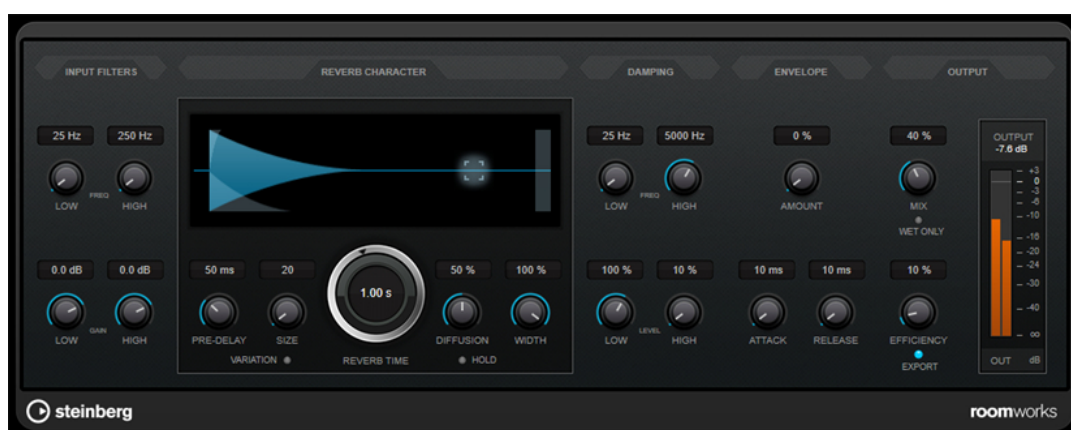 INPUT FILTERS REVERB CHARACTER DAMPING ENVELOPE OUTPUT
25 Hz 250 Hz 25 Hz 5000 Hz 0 % 40 %
LOW FREQ HIGH LOW FREQ HIGH AMOUNT MIX
WET ONLY
0.0 dB 0.0 dB 50 ms 20 1.00 s 50 % 100 % 100 % 10 % 10 ms 10 ms 10 %
LOW GAIN HIGH PRE-DELAY SIZE DIFFUSION WIDTH LOW LEVEL HIGH ATTACK RELEASE EFFICIENCY
VARIATION REVERB TIME HOLD EXPORT
OUTPUT
-7.6 dB
+3
0
-3
-6
-10
-16
-20
-24
-30
-40
∞
OUT dB
steinberg roomworks